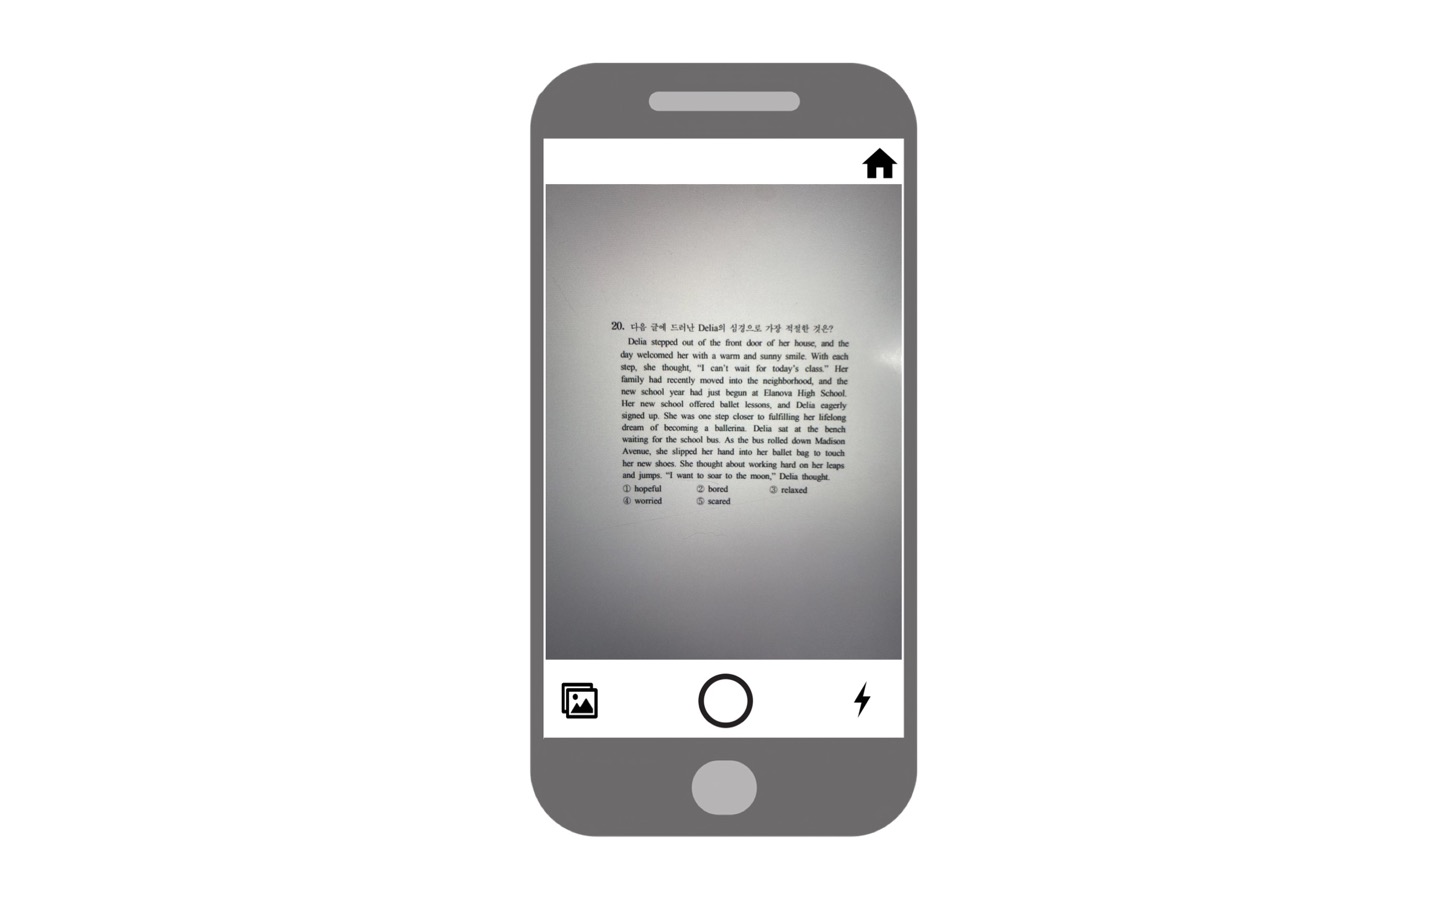 20. 다음 글에 드러난 Delia의 심경으로 가장 적절한 것은?
Delia stepped out of the front door of her house, and the
day welcomed her with a warm and sunny smile. With each
step, she thought, “I can’t wait for today’s class.” Her
family had recently moved into the neighborhood, and the
new school year had just begun at Elanova High School.
Her new school offered ballet lessons, and Delia eagerly
signed up. She was one step closer to fulfilling her lifelong
dream of becoming a ballerina. Delia sat at the bench
waiting for the school bus. As the bus rolled down Madison
Avenue, she slipped her hand into her ballet bag to touch
her new shoes. She thought about working hard on her leaps
and jumps. “I want to soar to the moon,” Delia thought.
① hopeful ② bored ③ relaxed
④ worried ⑤ scared